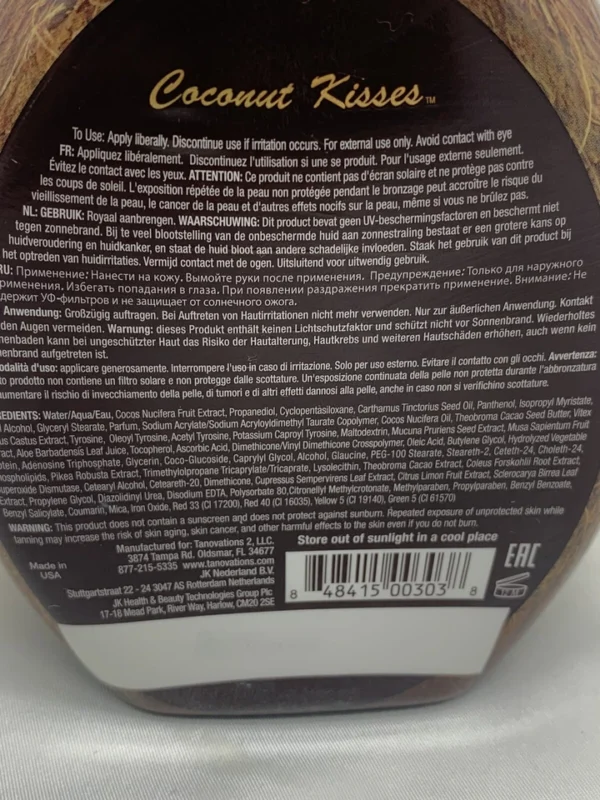 Coconut Kisses™
To Use: Apply liberally. Discontinue use if irritation occurs. For external use only. Avoid contact with eye
FR: Appliquez libéralement. Discontinuez l'utilisation si une se produit. Pour l'usage externe seulement.
Évitez le contact avec les yeux. ATTENTION: Ce produit ne contient pas d'écran solaire et ne protège pas contre
les coups de soleil. L'exposition répétée de la peau non protégée pendant le bronzage peut accroître le risque du
vieillissement de la peau, le cancer de la peau et d'autres effets nocifs sur la peau, même si vous ne brûlez pas.
NL: GEBRUIK: Royaal aanbrengen. WAARSCHUWING: Dit product bevat geen UV-beschermingsfactoren en beschermt niet
tegen zonnebrand. Bij te veel blootstelling van de onbeschermde huid aan zonnestraling bestaat er een grotere kans op
huidveroudering en huidkanker, en staat de huid bloot aan andere schadelijke invloeden. Staak het gebruik van dit product bij
het optreden van huidirritaties. Vermijd contact met de ogen. Uitsluitend voor uitwendig gebruik.
RU: Применение: Нанести на кожу. Вымойте руки после применения. Предупреждение: Только для наружного
рименения. Избегать попадания в глаза. При появлении раздражения прекратить применение. Внимание: Не
держит УФ-фильтров и не защищает от солнечного ожога.
Anwendung: Großzügig auftragen. Bei Auftreten von Hautirritationen nicht mehr verwenden. Nur zur äußerlichen Anwendung. Kontakt
den Augen vermeiden. Warnung: dieses Produkt enthält keinen Lichtschutzfaktor und schützt nicht vor Sonnenbrand. Wiederholtes
nenbaden kann bei ungeschützter Haut das Risiko der Hautalterung, Hautkrebs und weiteren Hautschäden erhöhen, auch wenn kein
enbrand aufgetreten ist.
odalità d'uso: applicare generosamente. Interrompere l'uso in caso di irritazione. Solo per uso esterno. Evitare il contatto con gli occhi. Avvertenza:
to prodotto non contiene un filtro solare e non protegge dalle scottature. Un'esposizione continuata della pelle non protetta durante l'abbronzatura
aumentare il rischio di invecchiamento della pelle, di tumori e di altri effetti dannosi alla pelle, anche in caso non si verifichino scottature.
REDIENTS: Water/Aqua/Eau, Cocos Nucifera Fruit Extract, Propanediol, Cyclopentasiloxane, Carthamus Tinctorius Seed Oil, Panthenol, Isopropyl Myristate,
l Alcohol, Glyceryl Stearate, Parfum, Sodium Acrylate/Sodium Acryloyldimethyl Taurate Copolymer, Cocos Nucifera Oil, Theobroma Cacao Seed Butter, Vitex
us Castus Extract, Tyrosine, Oleoyl Tyrosine, Acetyl Tyrosine, Potassium Caproyl Tyrosine, Maltodextrin, Mucuna Pruriens Seed Extract, Musa Sapientum Fruit
ract, Aloe Barbadensis Leaf Juice, Tocopherol, Ascorbic Acid, Dimethicone/Vinyl Dimethicone Crosspolymer, Oleic Acid, Butylene Glycol, Hydrolyzed Vegetable
otein, Adenosine Triphosphate, Glycerin, Coco-Glucoside, Caprylyl Glycol, Alcohol, Glaucine, PEG-100 Stearate, Steareth-2, Ceteth-24, Choleth-24,
ospholipids, Pikea Robusta Extract, Trimethylolpropane Tricaprylate/Tricaprate, Lysolecithin, Theobroma Cacao Extract, Coleus Forskohlii Root Extract,
uperoxide Dismutase, Cetearyl Alcohol, Ceteareth-20, Dimethicone, Cupressus Sempervirens Leaf Extract, Citrus Limon Fruit Extract, Sclerocarya Birrea Leaf
Extract, Propylene Glycol, Diazolidinyl Urea, Disodium EDTA, Polysorbate 80, Citronellyl Methylcrotonate, Methylparaben, Propylparaben, Benzyl Benzoate,
Benzyl Salicylate, Coumarin, Mica, Iron Oxide, Red 33 (CI 17200), Red 40 (CI 16035), Yellow 5 (CI 19140), Green 5 (CI 61570)
WARNING: This product does not contain a sunscreen and does not protect against sunburn. Repeated exposure of unprotected skin while
tanning may increase the risk of skin aging, skin cancer, and other harmful effects to the skin even if you do not burn.
Manufactured for: Tanovations 2, LLC.
3874 Tampa Rd. Oldsmar, FL 34677
877-215-5335 www.tanovations.com
JK Nederland B.V.
Stuttgartstraat 22 - 24 3047 AS Rotterdam Netherlands
JK Health & Beauty Technologies Group Plc
17-18 Mead Park, River Way, Harlow, CM20 2SE
Made in
USA
Store out of sunlight in a cool place
8 48415 00303 8
EAC